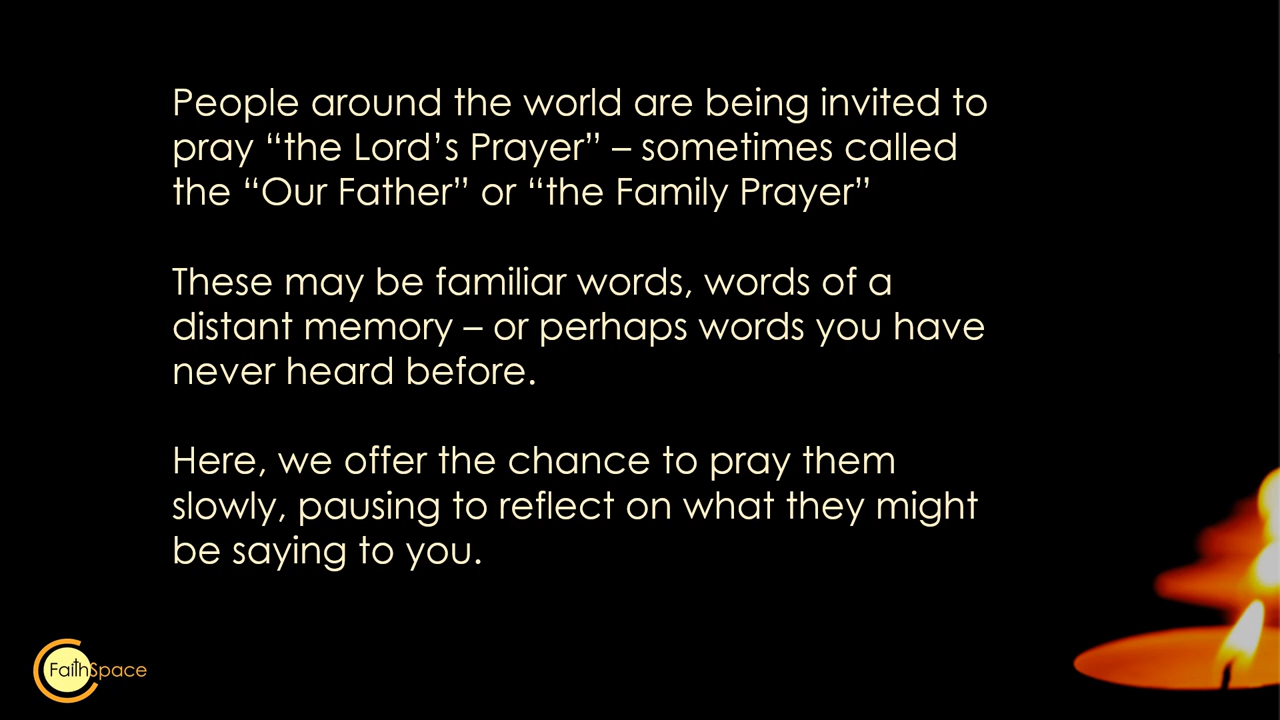 People around the world are being invited to
pray “the Lord’s Prayer” – sometimes called
the “Our Father” or “the Family Prayer”
These may be familiar words, words of a
distant memory – or perhaps words you have
never heard before.
Here, we offer the chance to pray them
slowly, pausing to reflect on what they might
be saying to you.
FaithSpace